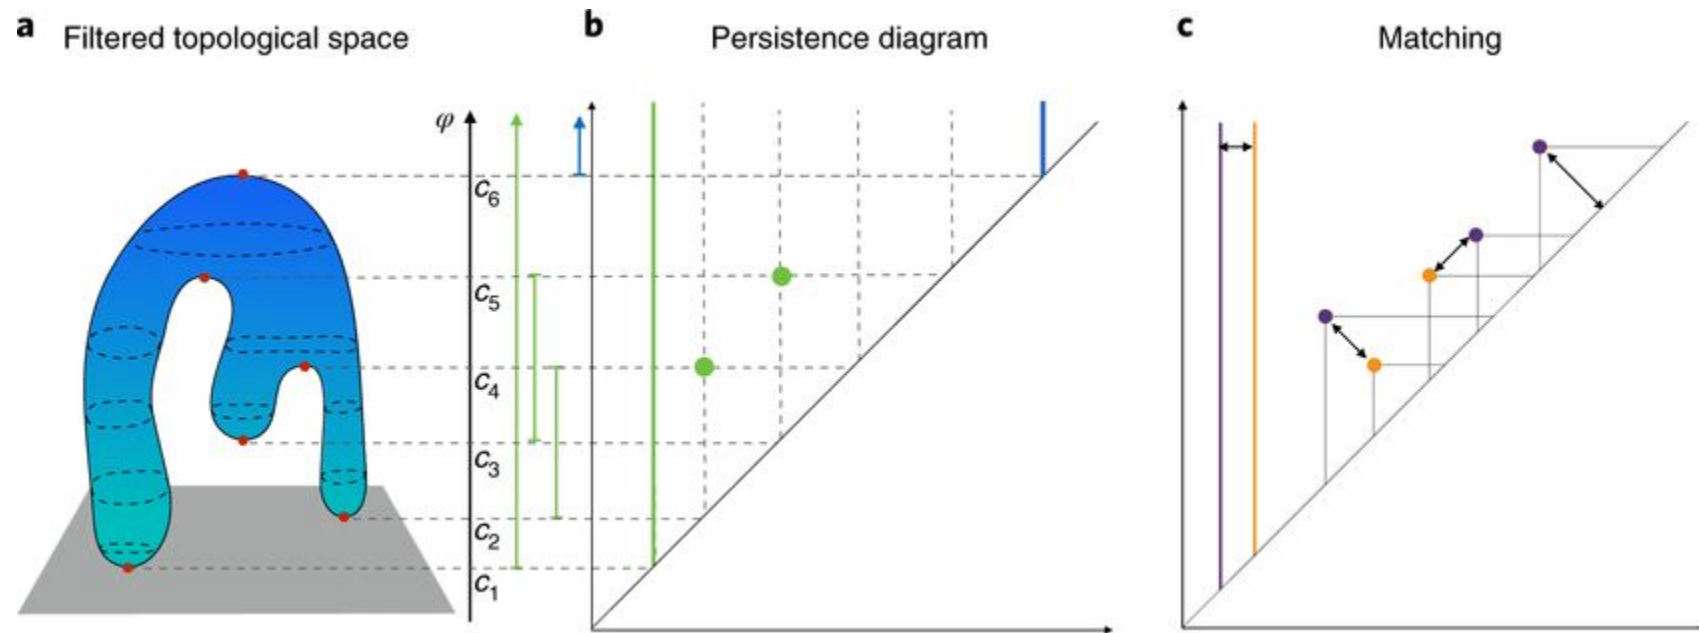 a Filtered topological space
b Persistence diagram
c Matching
φ
c6
c5
c4
c3
c2
c1